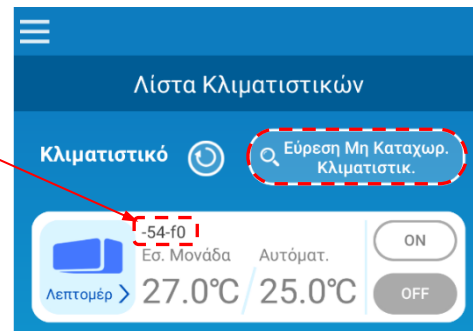 Λίστα Κλιματιστικών
Κλιματιστικό
Εύρεση Μη Καταχωρ.
Κλιματιστικ.
-54-f0
Εσ. Μονάδα Αυτόματ.
Λεπτομέρ
27.0°C 25.0°C
ON
OFF